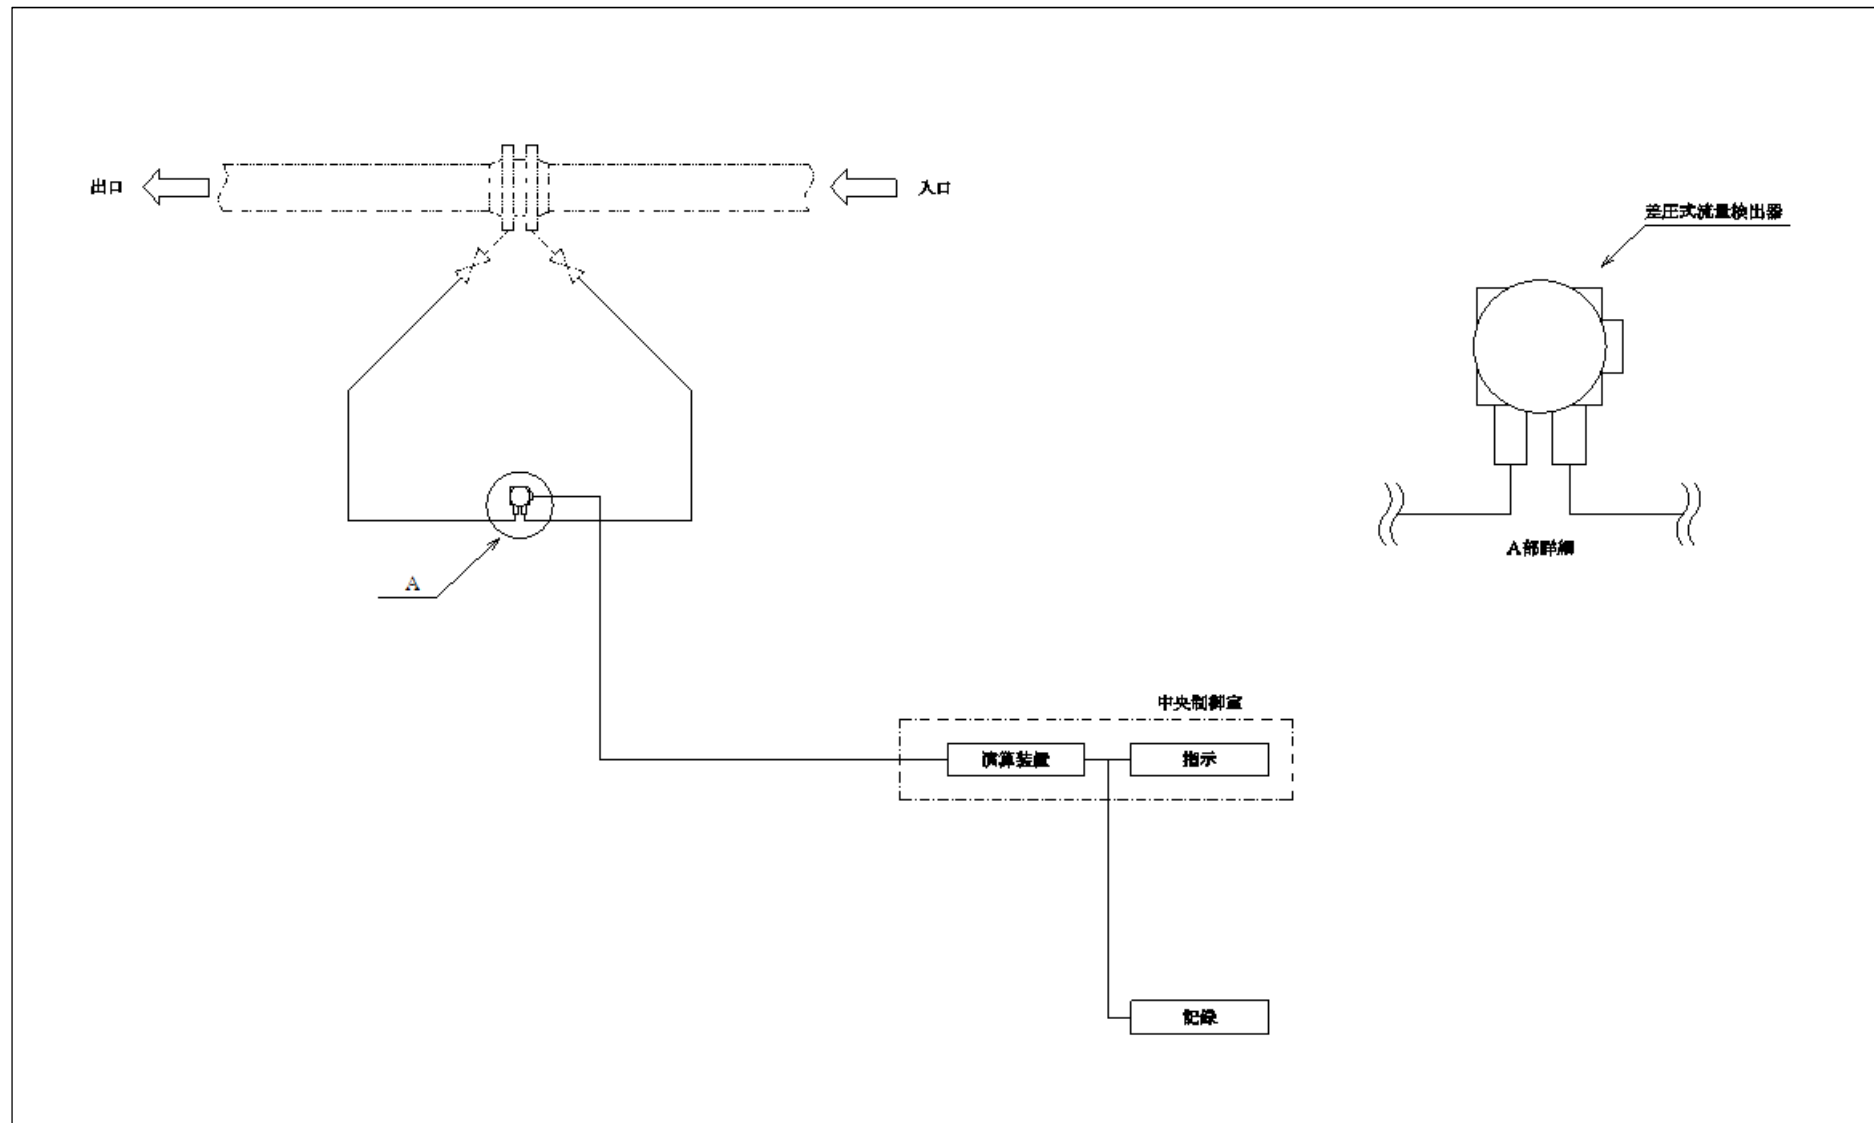 出口
入口
差圧式流量検出器
A部詳細
A
中央制御室
演算装置
指示
記録